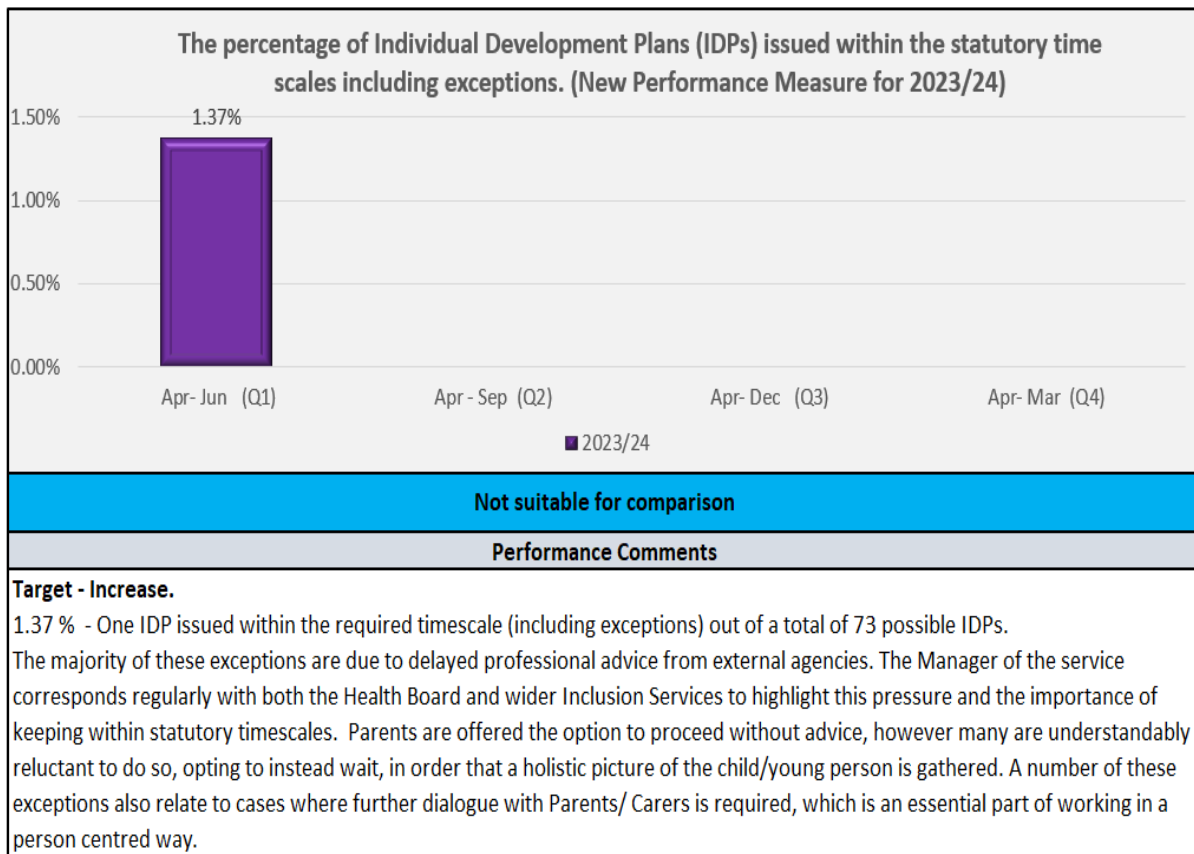 The percentage of Individual Development Plans (IDPs) issued within the statutory time
scales including exceptions. (New Performance Measure for 2023/24)
1.50%
1.37%
1.00%
0.50%
0.00%
Apr- Jun (Q1) Apr - Sep (Q2) Apr- Dec (Q3) Apr- Mar (Q4)
2023/24
Not suitable for comparison
Performance Comments
Target - Increase.
1.37 % - One IDP issued within the required timescale (including exceptions) out of a total of 73 possible IDPs.
The majority of these exceptions are due to delayed professional advice from external agencies. The Manager of the service
corresponds regularly with both the Health Board and wider Inclusion Services to highlight this pressure and the importance of
keeping within statutory timescales. Parents are offered the option to proceed without advice, however many are understandably
reluctant to do so, opting to instead wait, in order that a holistic picture of the child/young person is gathered. A number of these
exceptions also relate to cases where further dialogue with Parents/ Carers is required, which is an essential part of working in a
person centred way.